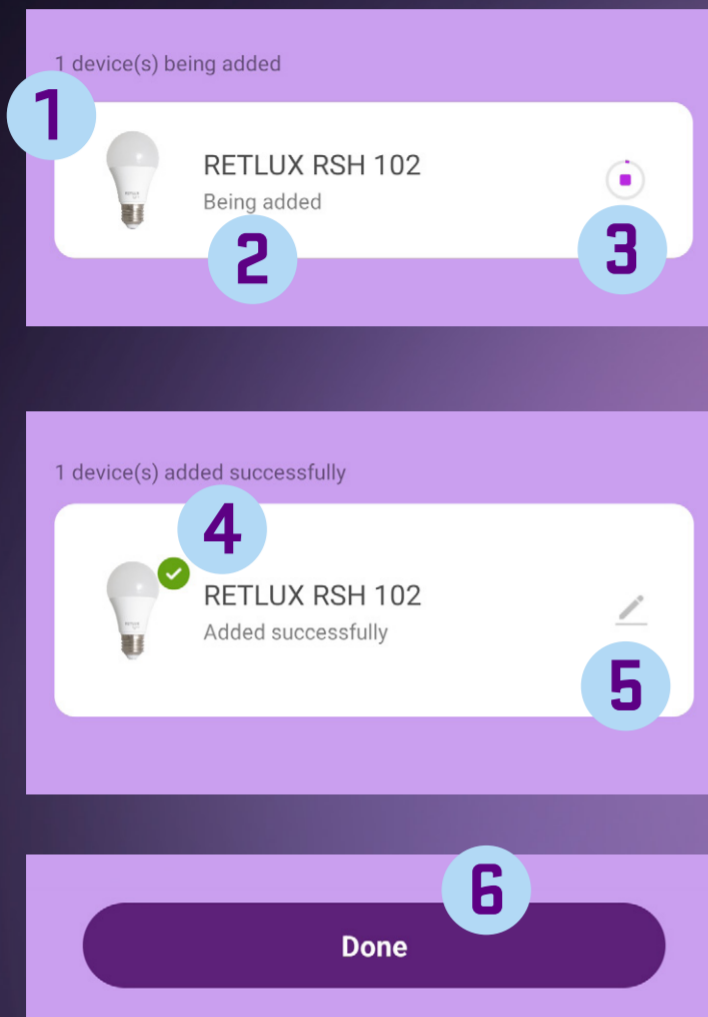 1 device(s) being added
1
RETLUX RSH 102
Being added
2
3
1 device(s) added successfully
4
RETLUX RSH 102
Added successfully
5
6
Done